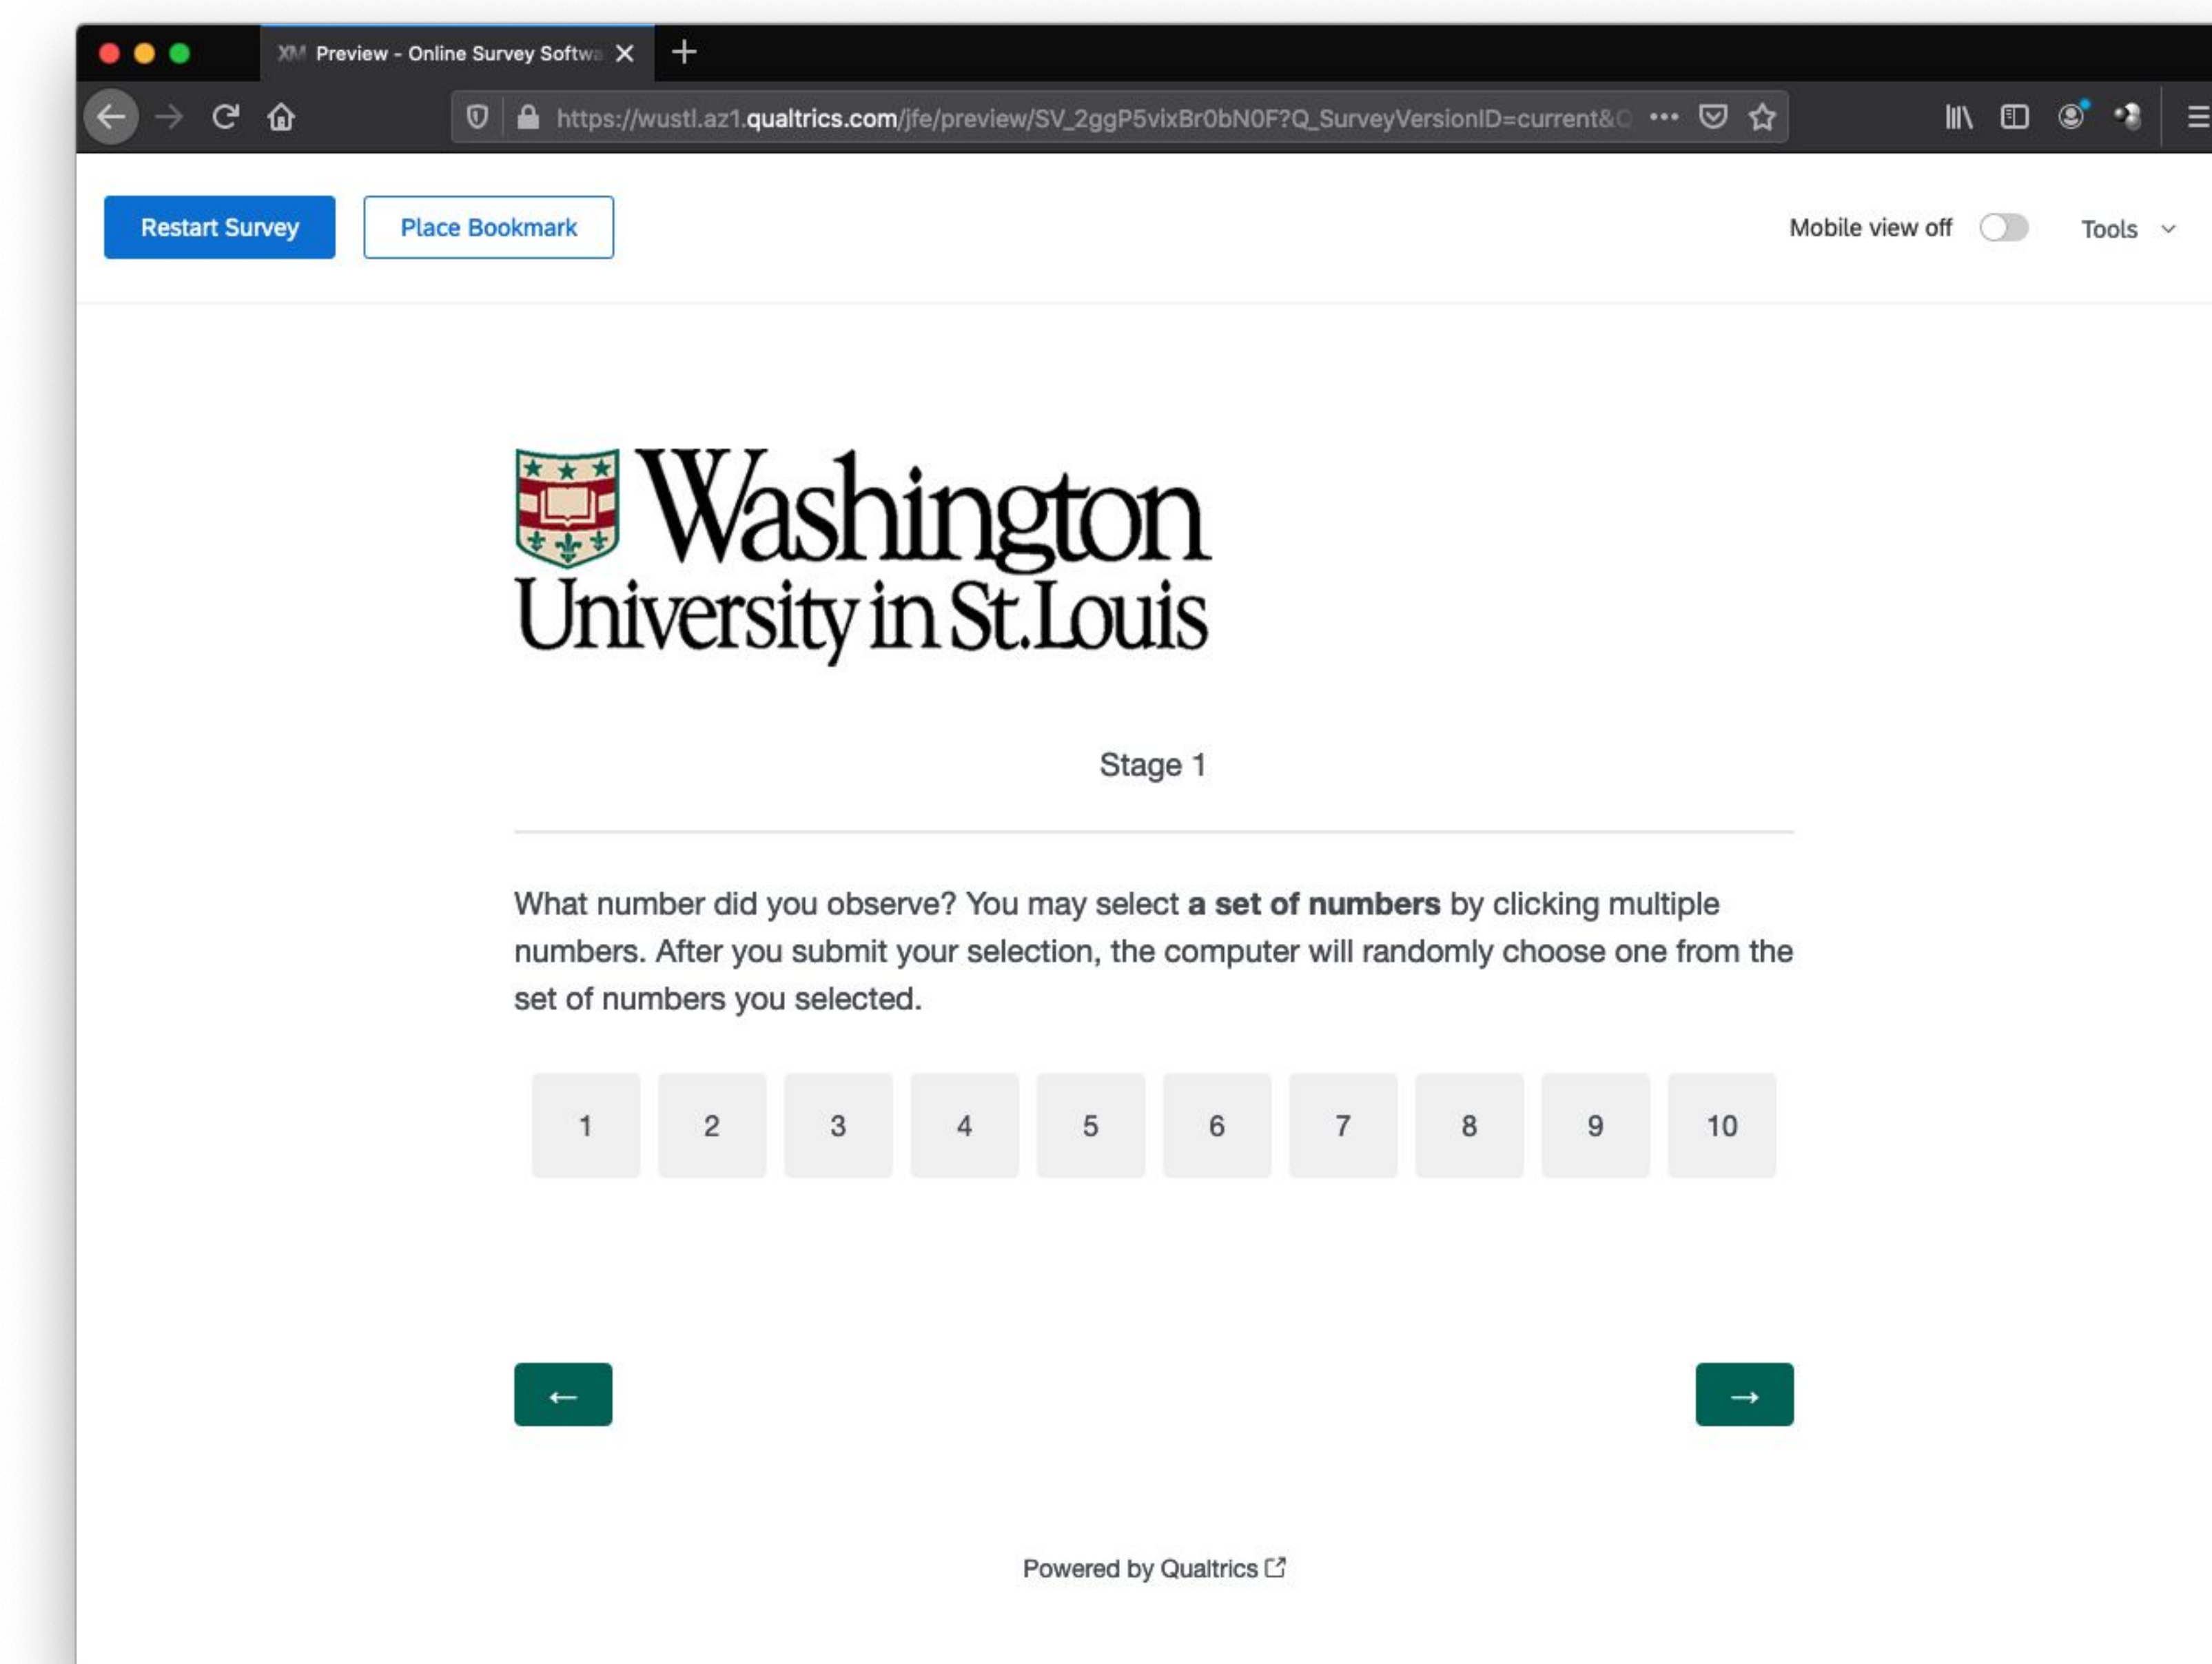 XM Preview - Online Survey Softwa
https://wustl.az1.qualtrics.com/jfe/preview/SV_2ggP5vixBr0bN0F?Q_SurveyVersionID=current&Q
Restart Survey Place Bookmark Mobile view off Tools
Washington
University in St.Louis
Stage 1
What number did you observe? You may select a set of numbers by clicking multiple
numbers. After you submit your selection, the computer will randomly choose one from the
set of numbers you selected.
1 2 3 4 5 6 7 8 9 10
← →
Powered by Qualtrics